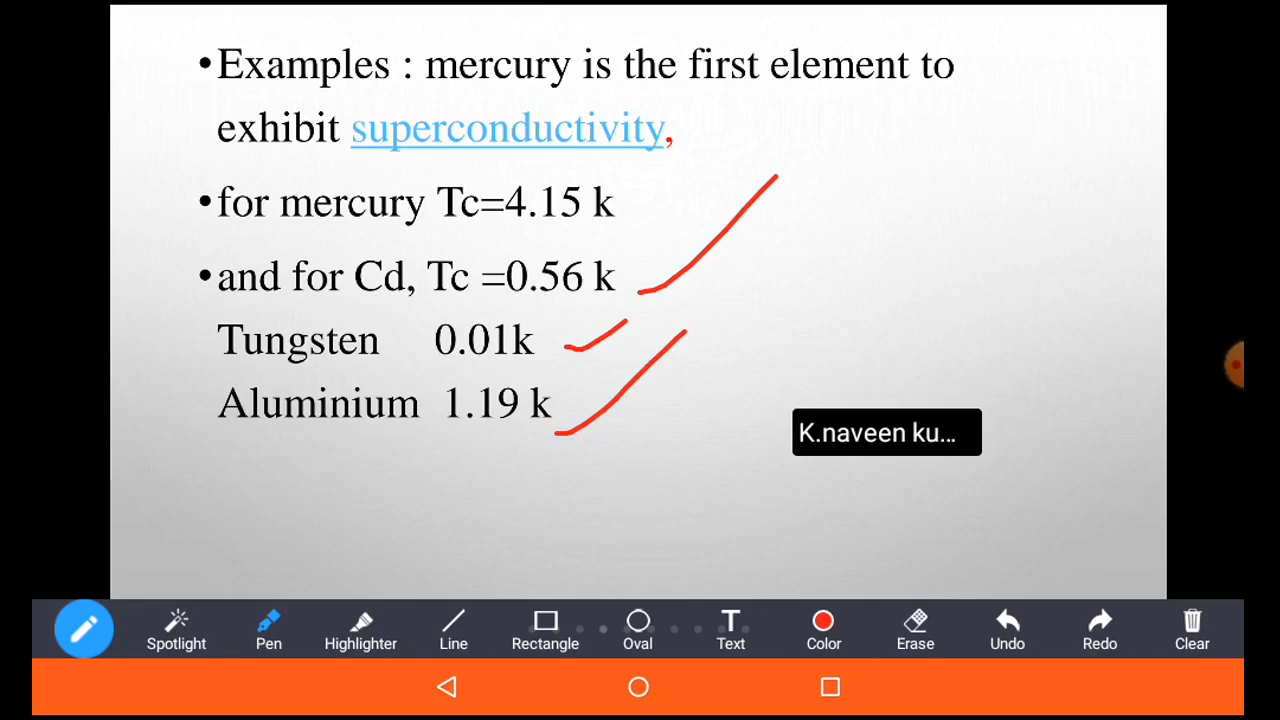 •Examples : mercury is the first element to
exhibit superconductivity,
•for mercury Tc=4.15 k
•and for Cd, Tc =0.56 k
Tungsten 0.01k
Aluminium 1.19 k
K.naveen ku...
Spotlight Pen Highlighter Line Rectangle Oval Text Color Erase Undo Redo Clear